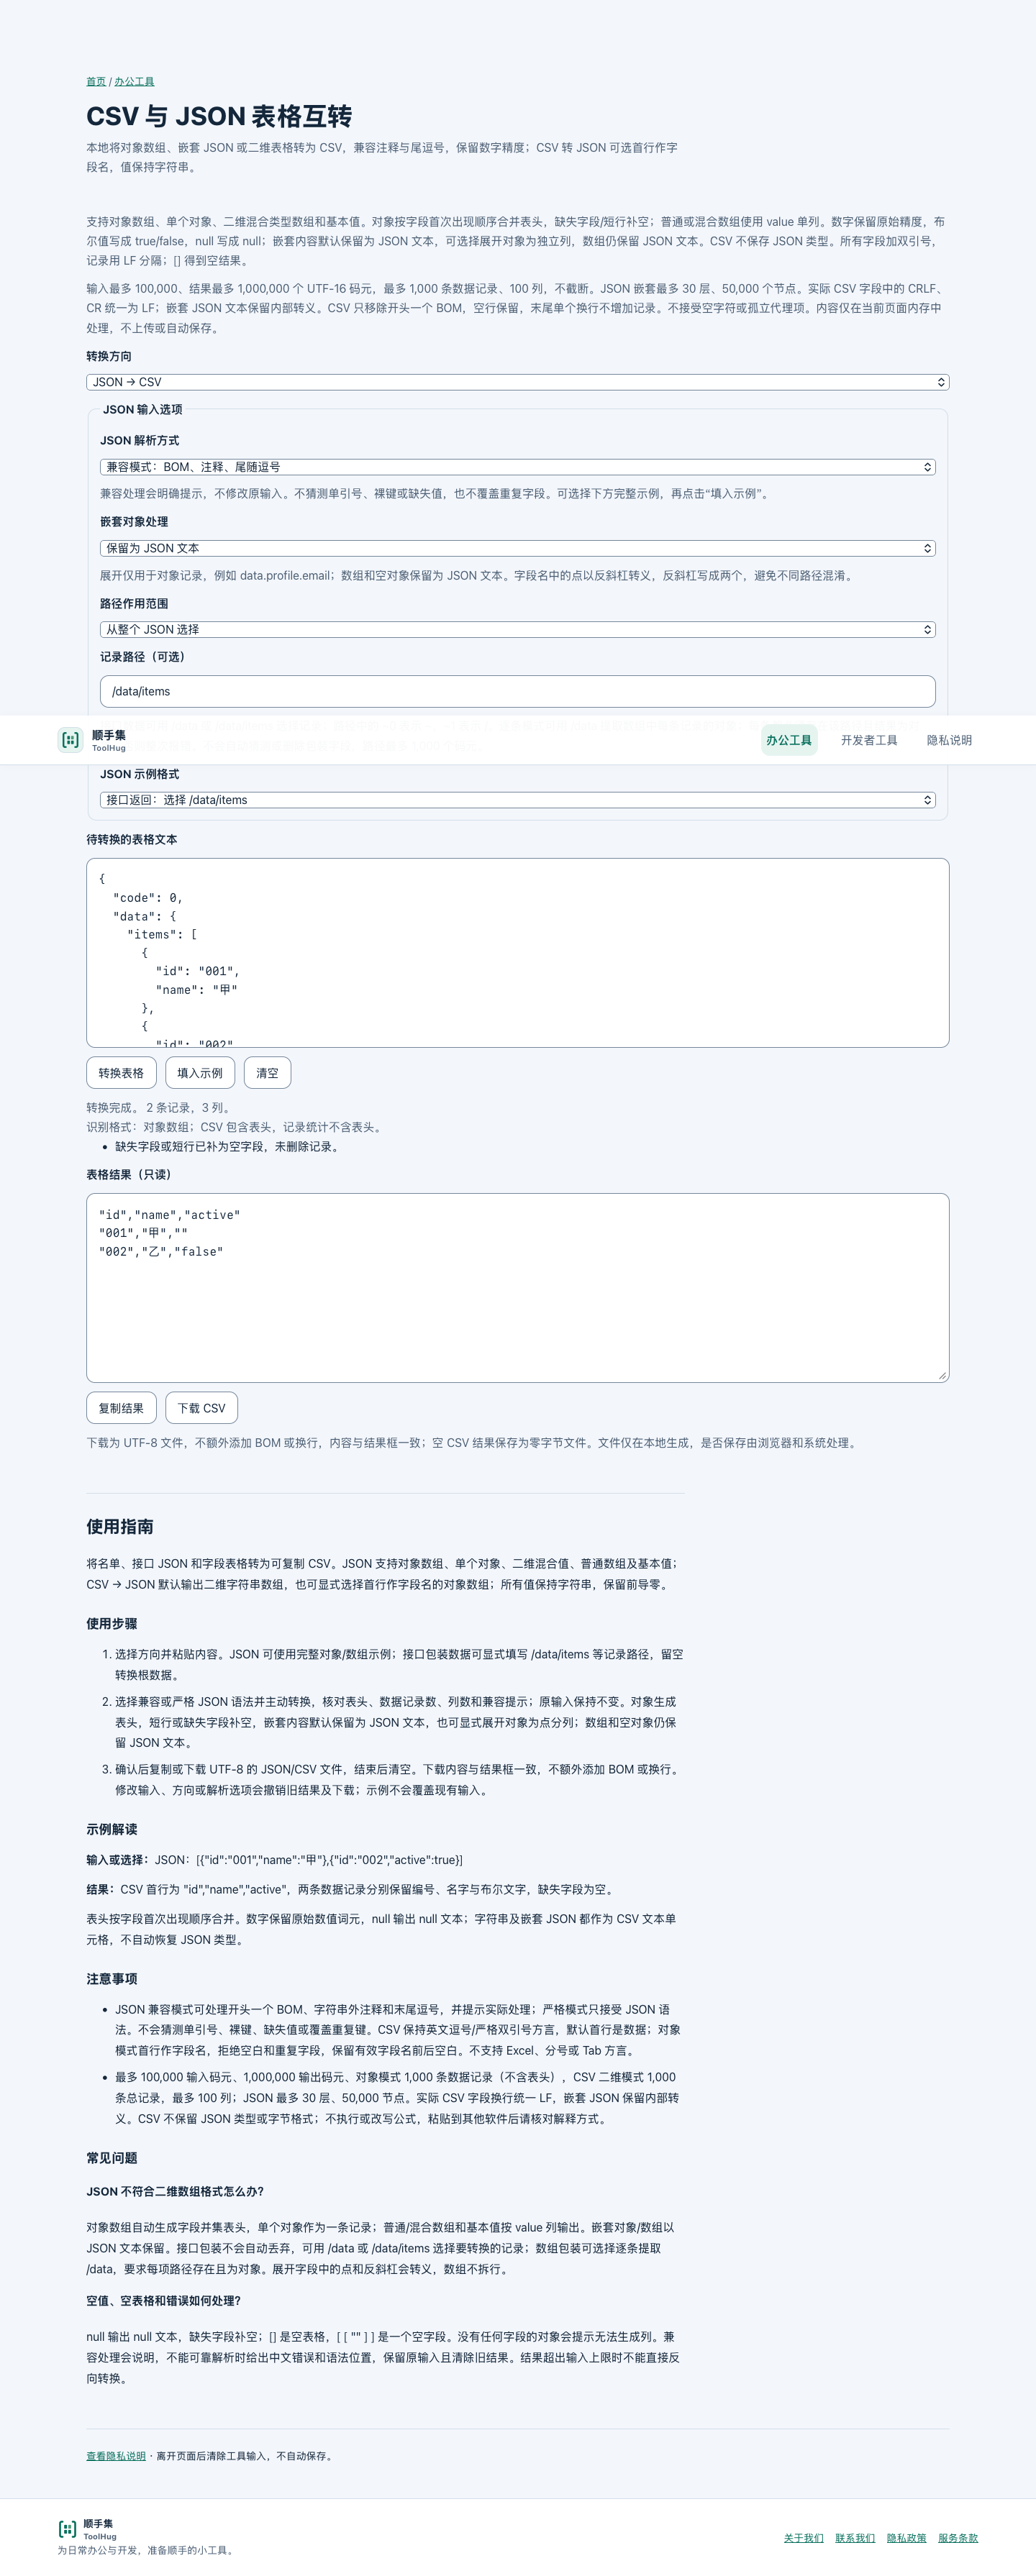 首页 / 办公工具
CSV 与 JSON 表格互转
本地将对象数组、嵌套 JSON 或二维表格转为 CSV，兼容注释与尾逗号，保留数字精度；CSV 转 JSON 可选首行作字
段名，值保持字符串。
支持对象数组、单个对象、二维混合类型数组和基本值。对象按字段首次出现顺序合并表头，缺失字段/短行补空；普通或混合数组使用 value 单列。数字保留原始精度，布
尔值写成 true/false，null 写成 null；嵌套内容默认保留为 JSON 文本，可选择展开对象为独立列，数组仍保留 JSON 文本。CSV 不保存 JSON 类型。所有字段加双引号，
记录用 LF 分隔；[] 得到空结果。
输入最多 100,000、结果最多 1,000,000 个 UTF-16 码元，最多 1,000 条数据记录、100 列，不截断。JSON 嵌套最多 30 层、50,000 个节点。实际 CSV 字段中的 CRLF、
CR 统一为 LF；嵌套 JSON 文本保留内部转义。CSV 只移除开头一个 BOM，空行保留，末尾单个换行不增加记录。不接受空字符或孤立代理项。内容仅在当前页面内存中
处理，不上传或自动保存。
转换方向
JSON → CSV
JSON 输入选项
JSON 解析方式
兼容模式：BOM、注释、尾随逗号
兼容处理会明确提示，不修改原输入。不猜测单引号、裸键或缺失值，也不覆盖重复字段。可选择下方完整示例，再点击“填入示例”。
嵌套对象处理
保留为 JSON 文本
展开仅用于对象记录，例如 data.profile.email；数组和空对象保留为 JSON 文本。字段名中的点以反斜杠转义，反斜杠写成两个，避免不同路径混淆。
路径作用范围
从整个 JSON 选择
记录路径（可选）
/data/items
顺手集
ToolHug
办公工具
开发者工具
隐私说明
JSON 示例格式
接口返回：选择 /data/items
待转换的表格文本
{
"code": 0,
"data": {
"items": [
{
"id": "001",
"name": "甲"
},
{
"id": "002",
转换表格
填入示例
清空
转换完成。 2 条记录，3 列。
识别格式：对象数组；CSV 包含表头，记录统计不含表头。
• 缺失字段或短行已补为空字段，未删除记录。
表格结果（只读）
"id","name","active"
"001","甲",""
"002","乙","false"
复制结果
下载 CSV
下载为 UTF-8 文件，不额外添加 BOM 或换行，内容与结果框一致；空 CSV 结果保存为零字节文件。文件仅在本地生成，是否保存由浏览器和系统处理。
使用指南
将名单、接口 JSON 和字段表格转为可复制 CSV。JSON 支持对象数组、单个对象、二维混合值、普通数组及基本值；
CSV → JSON 默认输出二维字符串数组，也可显式选择首行作字段名的对象数组；所有值保持字符串，保留前导零。
使用步骤
1. 选择方向并粘贴内容。JSON 可使用完整对象/数组示例；接口包装数据可显式填写 /data/items 等记录路径，留空
转换根数据。
2. 选择兼容或严格 JSON 语法并主动转换，核对表头、数据记录数、列数和兼容提示；原输入保持不变。对象生成
表头，短行或缺失字段补空，嵌套内容默认保留为 JSON 文本，也可显式展开对象为点分列；数组和空对象仍保
留 JSON 文本。
3. 确认后复制或下载 UTF-8 的 JSON/CSV 文件，结束后清空。下载内容与结果框一致，不额外添加 BOM 或换行。
修改输入、方向或解析选项会撤销旧结果及下载；示例不会覆盖现有输入。
示例解读
输入或选择：JSON：[{"id":"001","name":"甲"},{"id":"002","active":true}]
结果：CSV 首行为 "id","name","active"，两条数据记录分别保留编号、名字与布尔文字，缺失字段为空。
表头按字段首次出现顺序合并。数字保留原始数值词元，null 输出 null 文本；字符串及嵌套 JSON 都作为 CSV 文本单
元格，不自动恢复 JSON 类型。
注意事项
• JSON 兼容模式可处理开头一个 BOM、字符串外注释和末尾逗号，并提示实际处理；严格模式只接受 JSON 语
法。不会猜测单引号、裸键、缺失值或覆盖重复键。CSV 保持英文逗号/严格双引号方言，默认首行是数据；对象
模式首行作字段名，拒绝空白和重复字段，保留有效字段名前后空白。不支持 Excel、分号或 Tab 方言。
• 最多 100,000 输入码元、1,000,000 输出码元、对象模式 1,000 条数据记录（不含表头），CSV 二维模式 1,000
条总记录，最多 100 列；JSON 最多 30 层、50,000 节点。实际 CSV 字段换行统一 LF，嵌套 JSON 保留内部转
义。CSV 不保留 JSON 类型或字节格式；不执行或改写公式，粘贴到其他软件后请核对解释方式。
常见问题
JSON 不符合二维数组格式怎么办？
对象数组自动生成字段并集表头，单个对象作为一条记录；普通/混合数组和基本值按 value 列输出。嵌套对象/数组以
JSON 文本保留。接口包装不会自动丢弃，可用 /data 或 /data/items 选择要转换的记录；数组包装可选择逐条提取
/data，要求每项路径存在且为对象。展开字段中的点和反斜杠会转义，数组不拆行。
空值、空表格和错误如何处理？
null 输出 null 文本，缺失字段补空；[] 是空表格，[ [ "" ] ] 是一个空字段。没有任何字段的对象会提示无法生成列。兼
容处理会说明，不能可靠解析时给出中文错误和语法位置，保留原输入且清除旧结果。结果超出输入上限时不能直接反
向转换。
查看隐私说明 · 离开页面后清除工具输入，不自动保存。
顺手集
ToolHug
为日常办公与开发，准备顺手的小工具。
关于我们 联系我们 隐私政策 服务条款